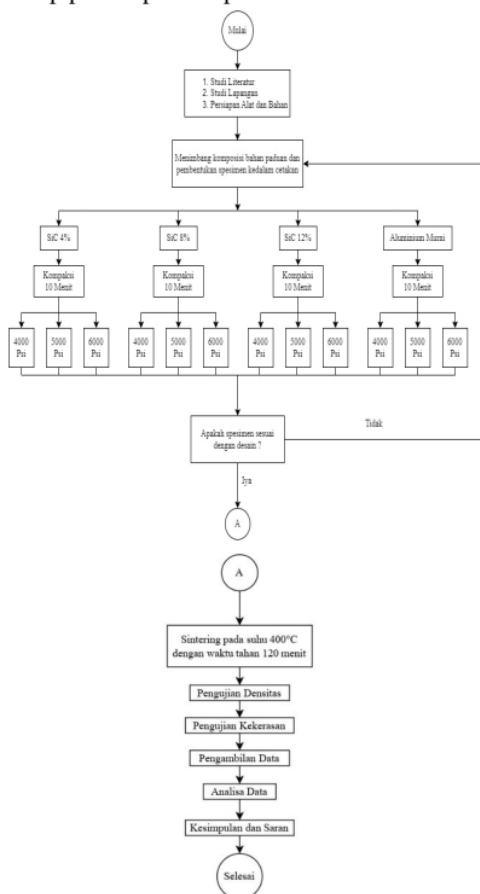 Mulai
1. Studi Literatur
2. Studi Lapangan
3. Persiapan Alat dan Bahan
Menimbang komposisi bahan paduan dan
pembentukan spesimen kedalam cetakan
SiC 4%
SiC 8%
SiC 12%
Aluminium Murni
Kompaksi
10 Menit
Kompaksi
10 Menit
Kompaksi
10 Menit
Kompaksi
10 Menit
4000
Psi
5000
Psi
6000
Psi
4000
Psi
5000
Psi
6000
Psi
4000
Psi
5000
Psi
6000
Psi
4000
Psi
5000
Psi
6000
Psi
Apakah spesimen sesuai
dengan desain ?
Tidak
Iya
A
A
Sintering pada suhu 400°C
dengan waktu tahan 120 menit
Pengujian Densitas
Pengujian Kekerasan
Pengambilan Data
Analisa Data
Kesimpulan dan Saran
Selesai